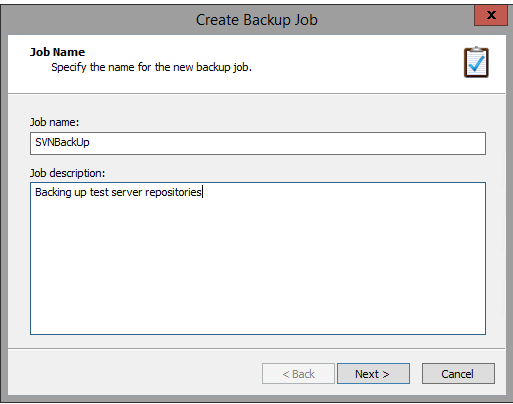 Create Backup Job
x
Job Name
Specify the name for the new backup job.
Job name:
SVNBackUp
Job description:
Backing up test server repositories
< Back
Next >
Cancel